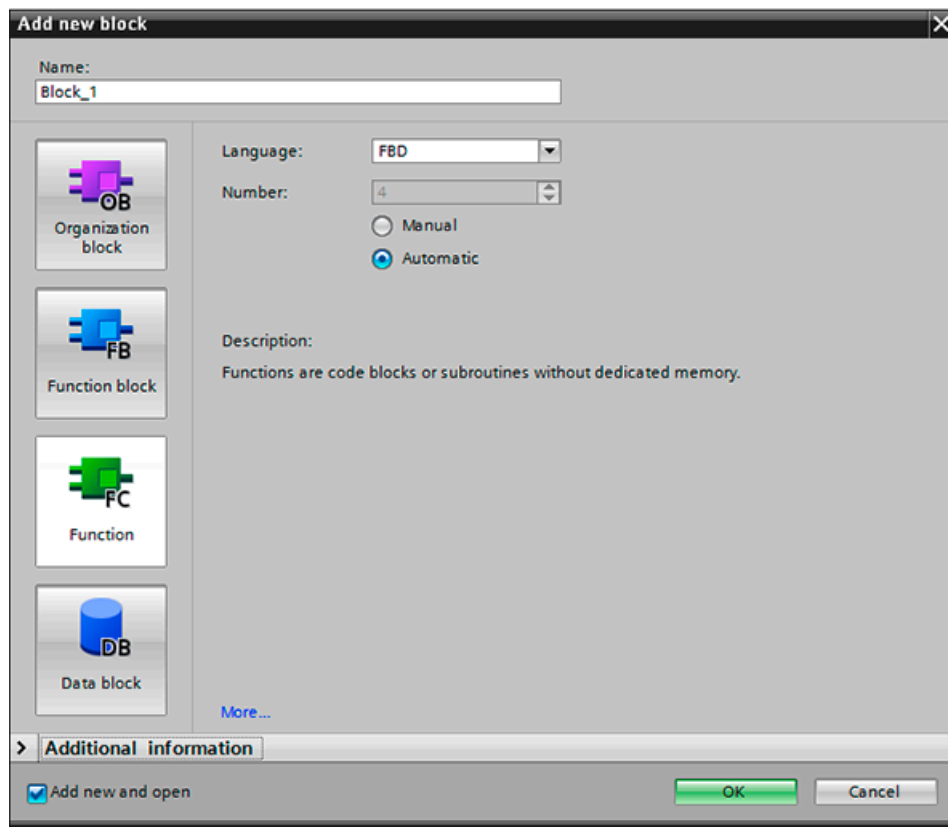 Add new block
Name:
Block_1
OB
Organization
block
FB
Function block
FC
Function
DB
Data block
Language:
FBD
Number:
4
Manual
Automatic
Description:
Functions are code blocks or subroutines without dedicated memory.
More...
Additional information
Add new and open
OK
Cancel